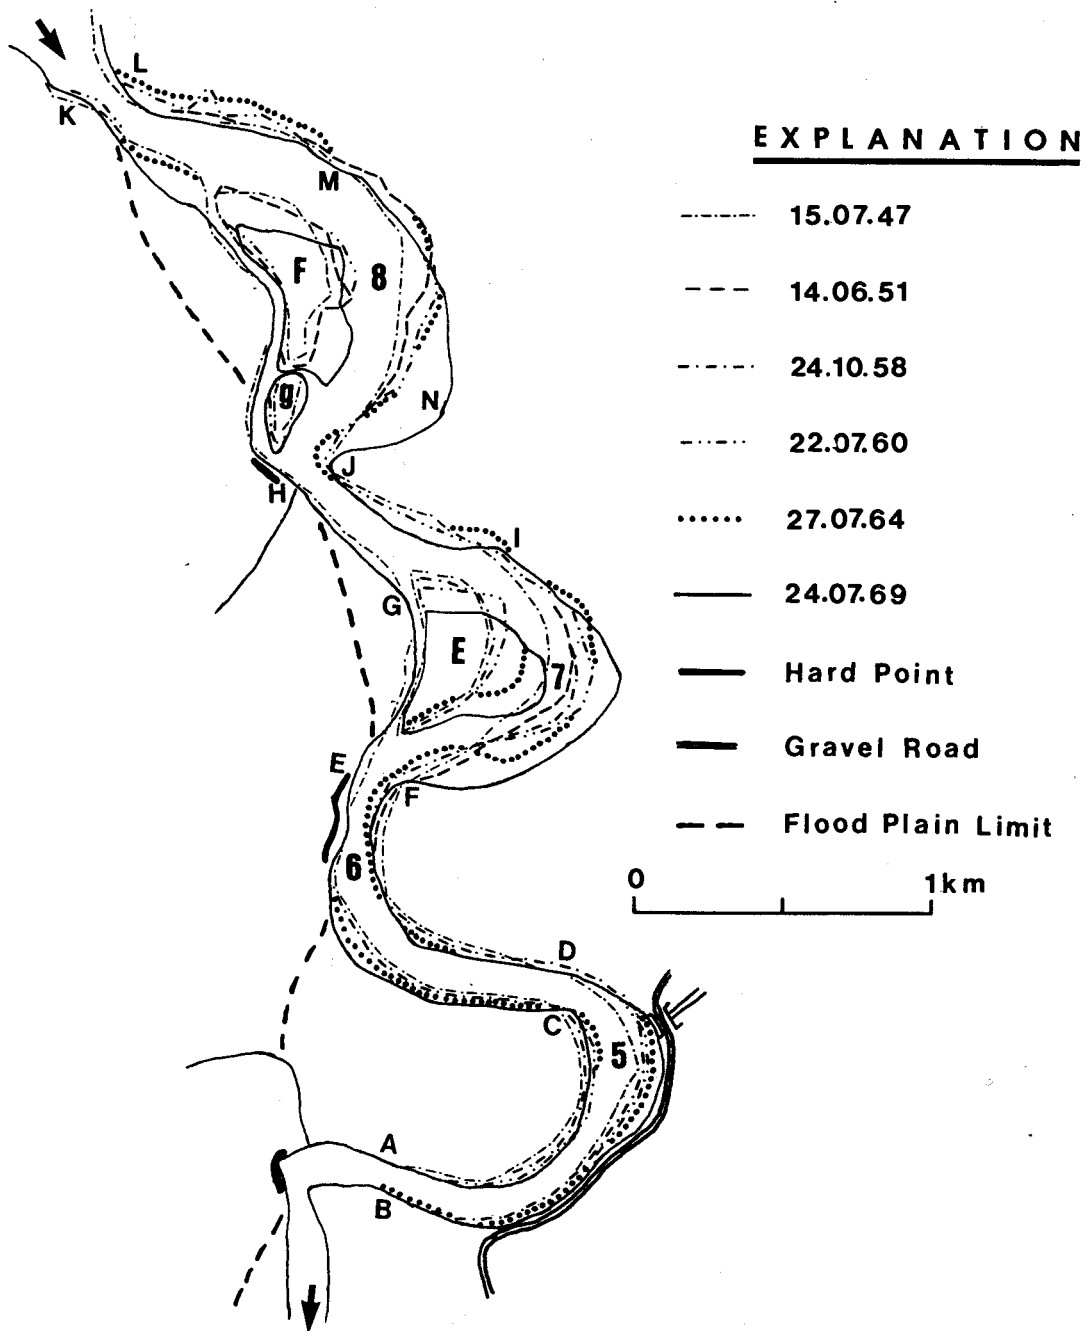 EXPLANATION
15.07.47
14.06.51
24.10.58
22.07.60
27.07.64
24.07.69
Hard Point
Gravel Road
Flood Plain Limit
0 1km
L
K
M
F
8
g
N
J
H
I
G
E
7
E
F
6
D
C
5
A
B